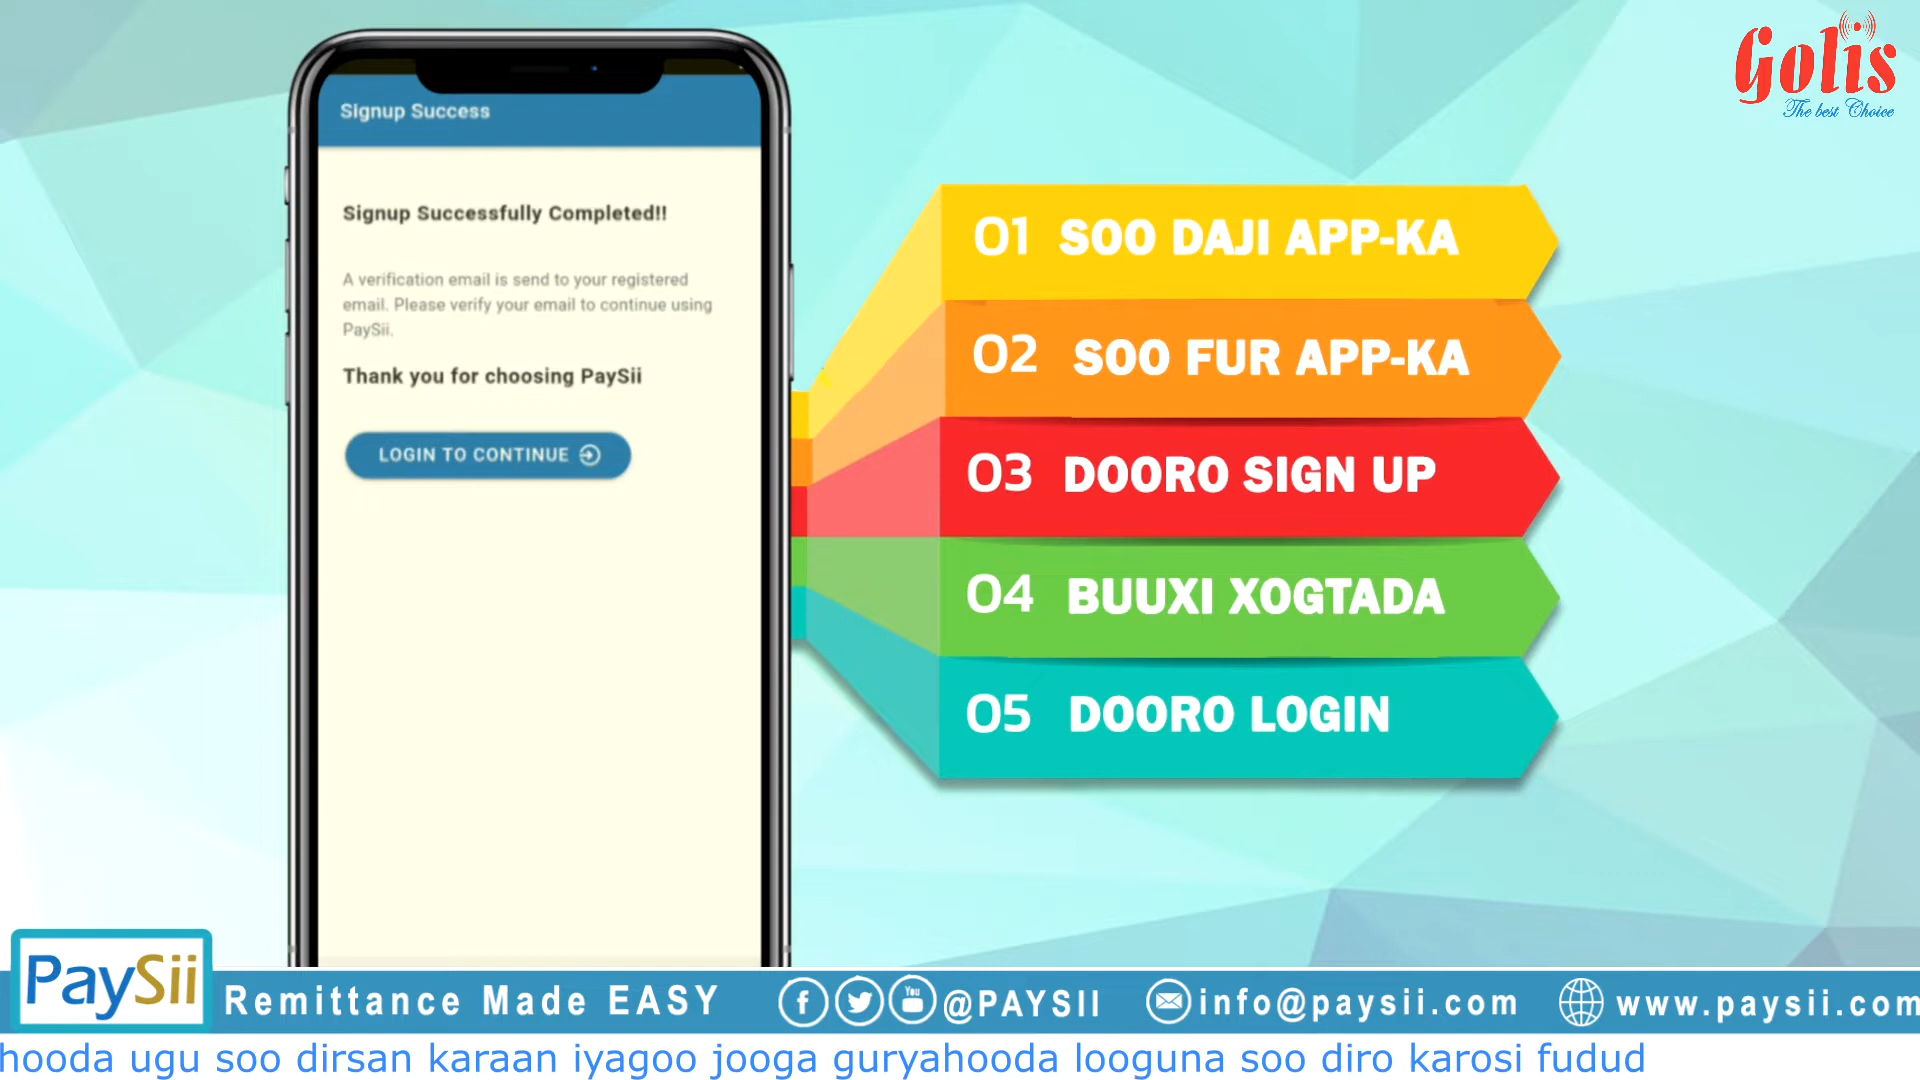 Golis
The best Choice
Signup Success
Signup Successfully Completed!!
A verification email is send to your registered
email. Please verify your email to continue using
PaySii.
Thank you for choosing PaySii
LOGIN TO CONTINUE
01 SOO DAJI APP-KA
02 SOO FUR APP-KA
03 DOORO SIGN UP
04 BUUXI XOGTADA
05 DOORO LOGIN
PaySii
Remittance Made EASY
You
@PAYSII
info@paysii.com
www.paysii.com
hooda ugu soo dirsan karaan iyagoo jooga guryahooda looguna soo diro karosi fudud